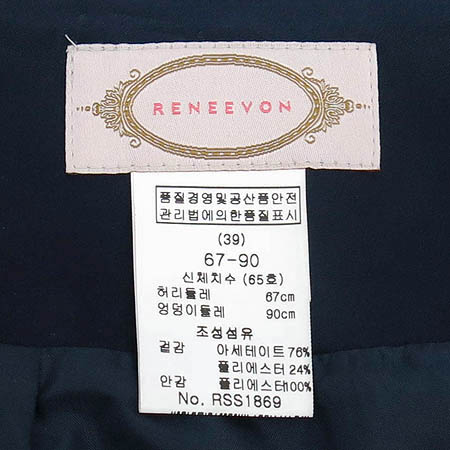 RENEEVON
품질경영및공산품안전
관리법에의한품질표시
(39)
67-90
신체치수 (65호)
허리둘레 67cm
엉덩이둘레 90cm
조성섬유
겉감 아세테이트 76%
폴리에스터 24%
안감 폴리에스터 100%
No. RSS1869